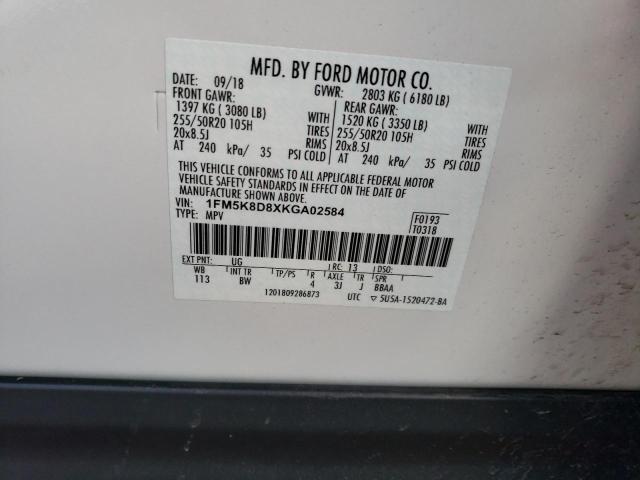 MFD. BY FORD MOTOR CO.
DATE: 09/18 GVWR: 2803 KG ( 6180 LB)
FRONT GAWR: REAR GAWR:
1397 KG ( 3080 LB) WITH 1520 KG ( 3350 LB) WITH
255/50R20 105H TIRES 255/50R20 105H TIRES
20x8.5J RIMS 20x8.5J RIMS
AT 240 kPa/ 35 PSI COLD AT 240 kPa/ 35 PSI COLD
THIS VEHICLE CONFORMS TO ALL APPLICABLE FEDERAL MOTOR
VEHICLE SAFETY STANDARDS IN EFFECT ON THE DATE OF
MANUFACTURE SHOWN ABOVE.
VIN: 1FM5K8D8XKGA02584 F0193
TYPE: MPV T0318
EXT PNT: UG RC: 13 DSO:
WB INT TR TP/PS R AXLE TR SPR
113 BW 4 3J J BBAA
1201809286873 UTC ▽ 5U5A-1520472-BA